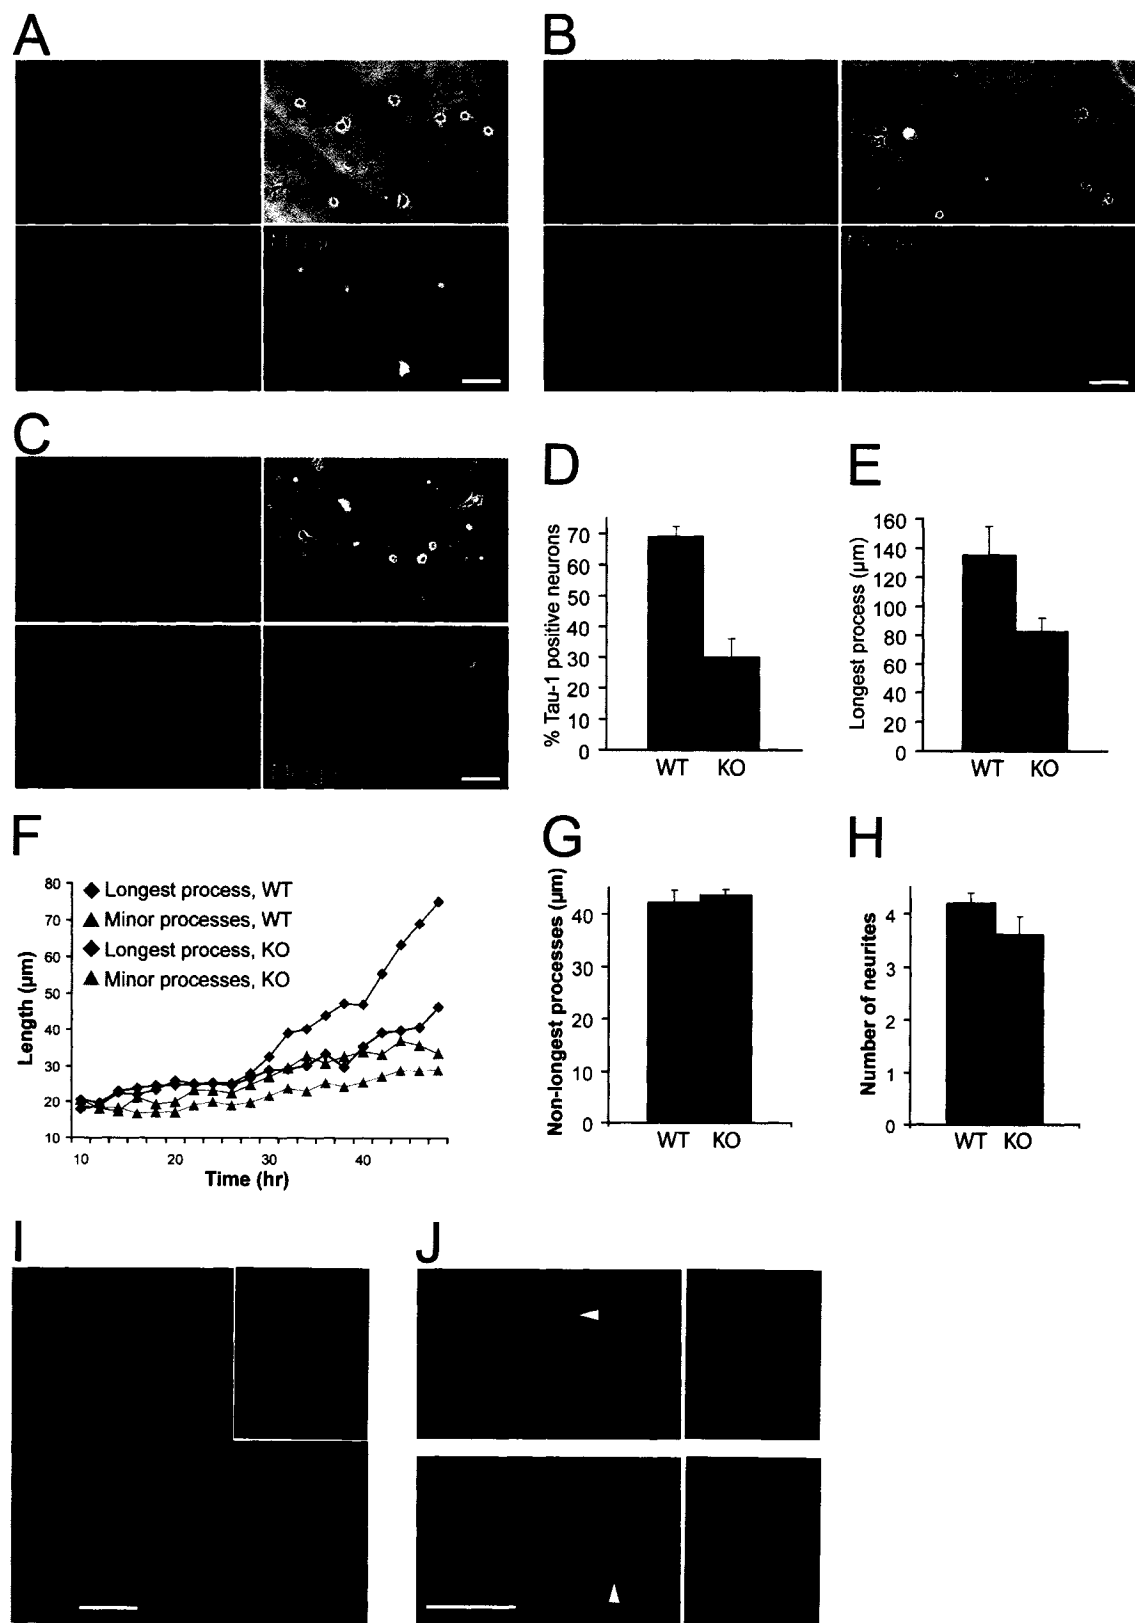 A
B
C
D
% Tau-1 positive neurons
70
60
50
40
30
20
10
0
WT KO
E
Longest process (µm)
160
140
120
100
80
60
40
20
0
WT KO
F
Length (µm)
80
70
60
50
40
30
20
10
Longest process, WT
Minor processes, WT
Longest process, KO
Minor processes, KO
10 20 30 40
Time (hr)
G
Non-longest processes (µm)
40
30
20
10
0
WT KO
H
Number of neurites
4
3
2
1
0
WT KO
I
J